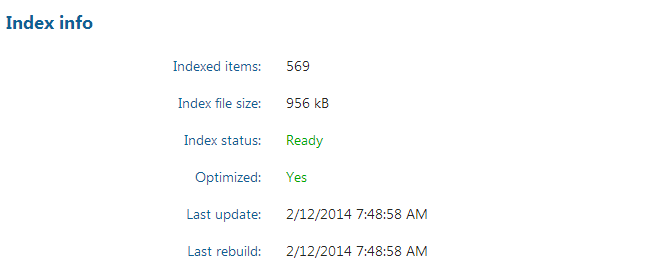 Index info
Indexed items: 569
Index file size: 956 kB
Index status: Ready
Optimized: Yes
Last update: 2/12/2014 7:48:58 AM
Last rebuild: 2/12/2014 7:48:58 AM